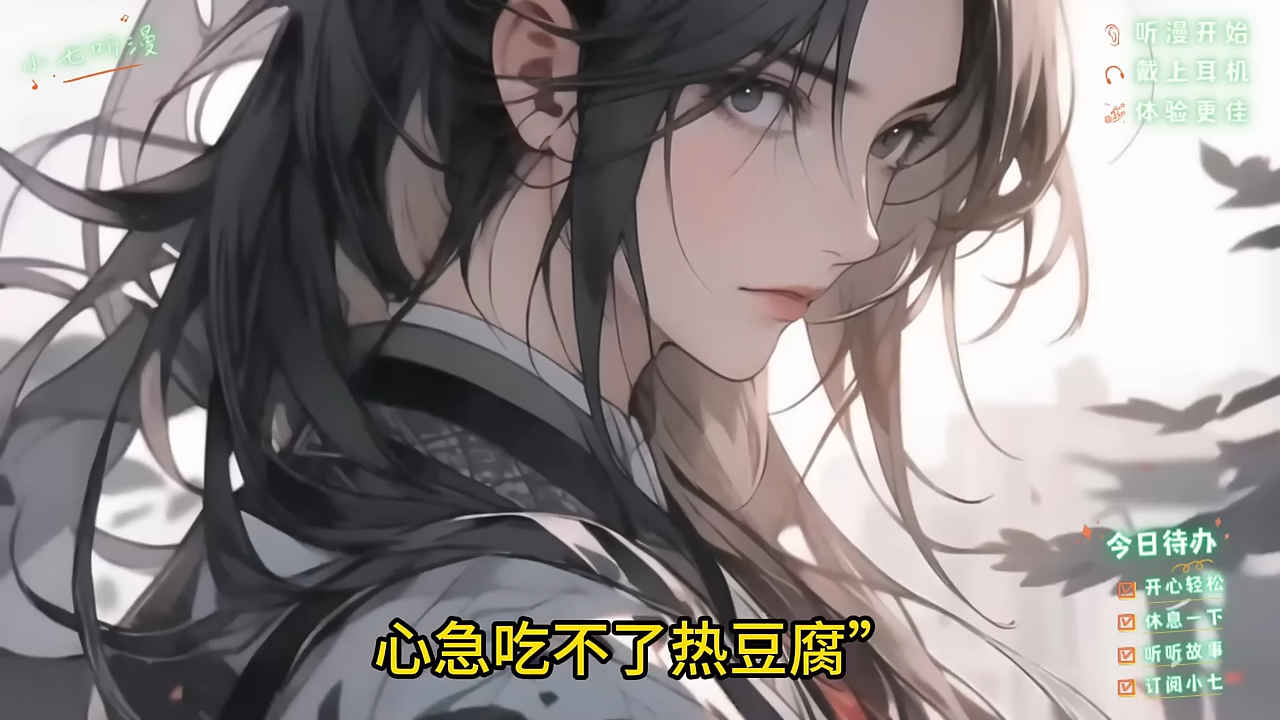 小七听漫
听漫开始
戴上耳机
体验更佳
今日待办
开心轻松
休息一下
听听故事
订阅小七
心急吃不了热豆腐”